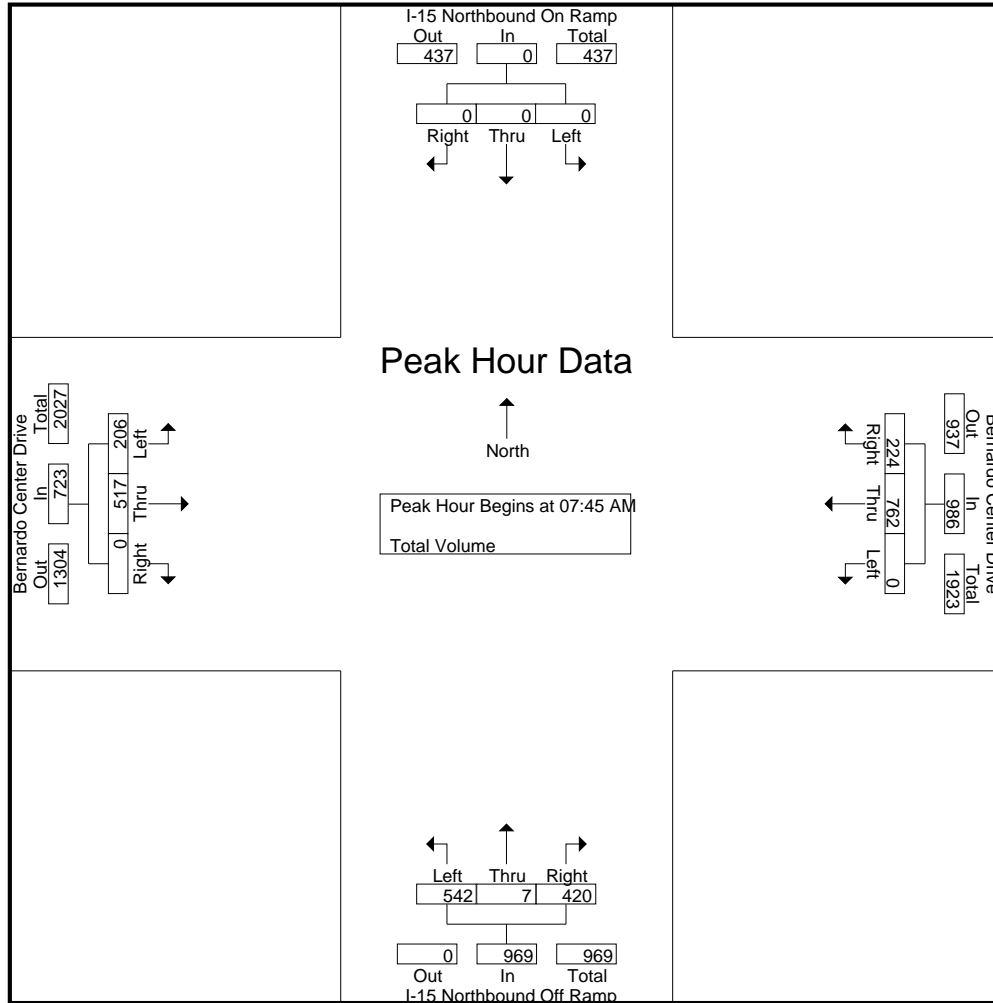 I-15 Northbound On Ramp
Out In Total
437 0 437
0 0 0
Right Thru Left
Peak Hour Data
North
Peak Hour Begins at 07:45 AM
Total Volume
Bernardo Center Drive
Out In Total
1304 723 2027
206 517 0
Left Thru Right
Bernardo Center Drive
Out In Total
937 986 1923
224 762 0
Right Thru Left
Left Thru Right
542 7 420
0 969 969
Out In Total
I-15 Northbound Off Ramp